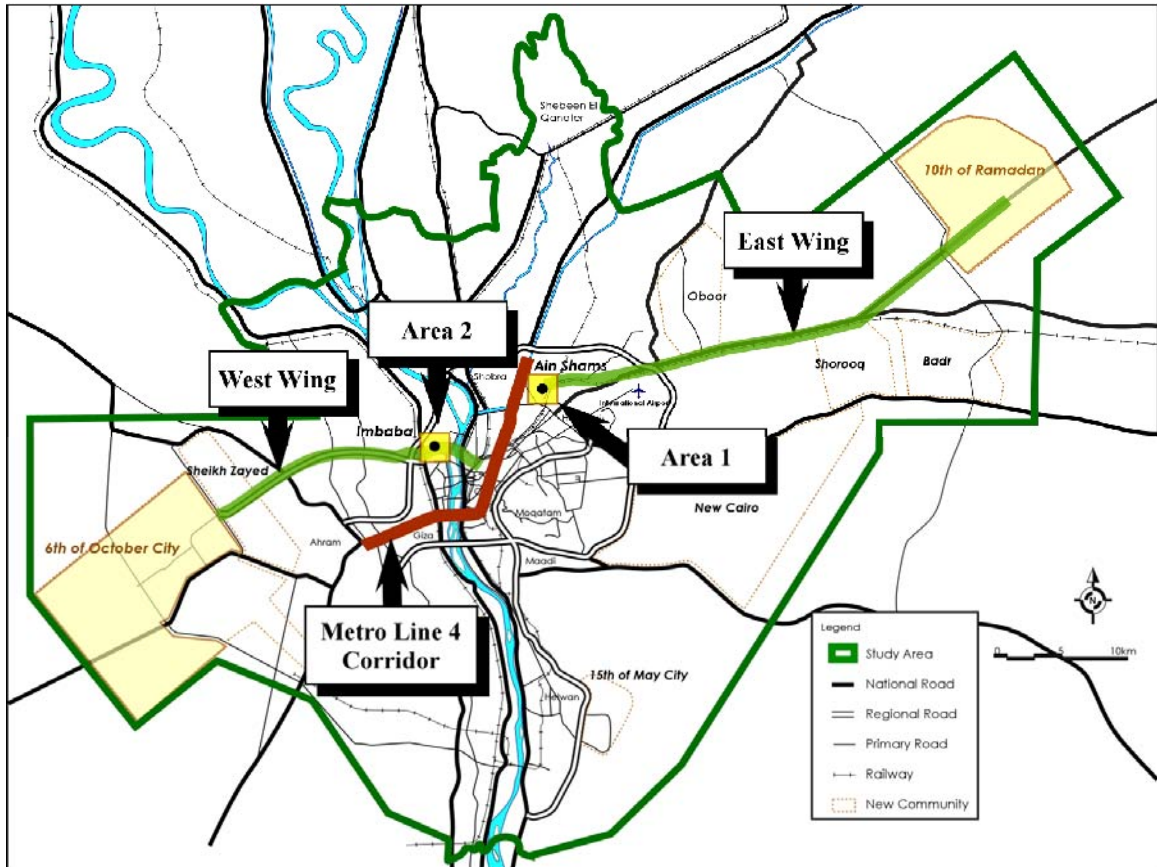 Shebeen El
Qanater
10th of Ramadan
East Wing
Oboor
Area 2
Ain Shams
Shobra
Shorooq
Badr
West Wing
International Airport
Imbaba
Area 1
Sheikh Zayed
New Cairo
Moqatam
6th of October City
Ahram
Giza
Maadi
Metro Line 4
Corridor
15th of May City
Helwan
N
0 5 10km
Legend
Study Area
National Road
Regional Road
Primary Road
Railway
New Community